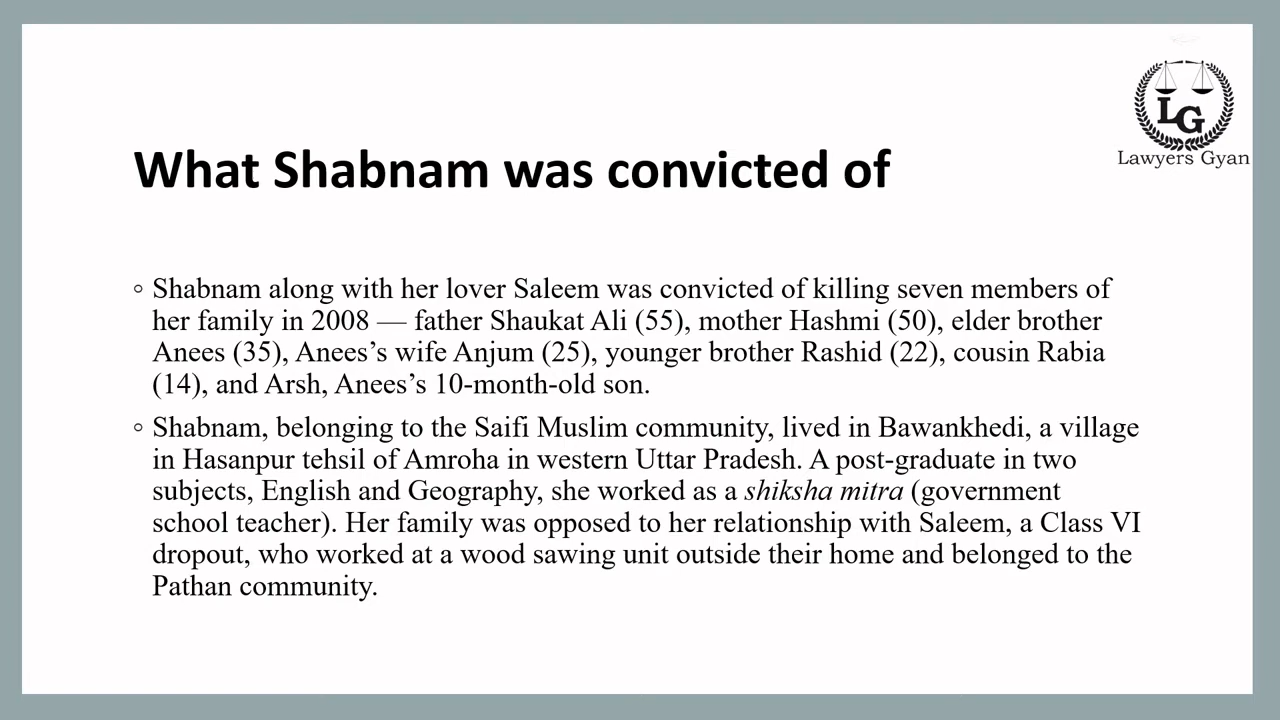 LG
Lawyers Gyan
What Shabnam was convicted of
◦ Shabnam along with her lover Saleem was convicted of killing seven members of
her family in 2008 — father Shaukat Ali (55), mother Hashmi (50), elder brother
Anees (35), Anees’s wife Anjum (25), younger brother Rashid (22), cousin Rabia
(14), and Arsh, Anees’s 10-month-old son.
◦ Shabnam, belonging to the Saifi Muslim community, lived in Bawankhedi, a village
in Hasanpur tehsil of Amroha in western Uttar Pradesh. A post-graduate in two
subjects, English and Geography, she worked as a shiksha mitra (government
school teacher). Her family was opposed to her relationship with Saleem, a Class VI
dropout, who worked at a wood sawing unit outside their home and belonged to the
Pathan community.